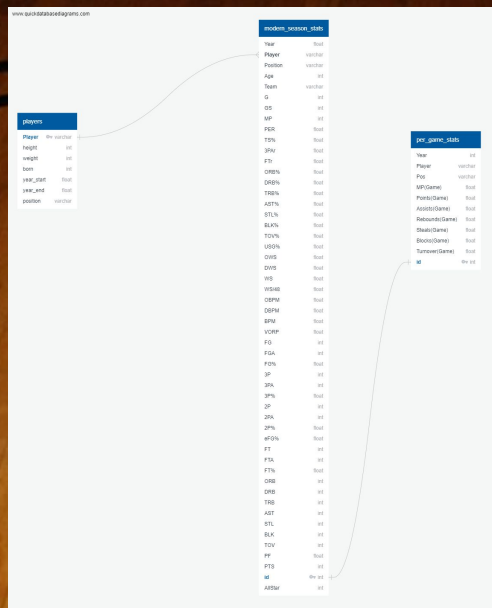 www.quickdatabasediagrams.com
players
Player varchar
height int
weight int
born int
year_start float
year_end float
position varchar
modern_season_stats
Year float
Player varchar
Position varchar
Age int
Team varchar
G int
GS int
MP int
PER float
TS% float
3PAr float
FTr float
ORB% float
DRB% float
TRB% float
AST% float
STL% float
BLK% float
TOV% float
USG% float
OWS float
DWS float
WS float
WS/48 float
OBPM float
DBPM float
BPM float
VORP float
FG int
FGA int
FG% float
3P int
3PA int
3P% float
2P int
2PA int
2P% float
eFG% float
FT int
FTA int
FT% float
ORB int
DRB int
TRB int
AST int
STL int
BLK int
TOV int
PF float
PTS int
id int
AllStar int
per_game_stats
Year int
Player varchar
Pos varchar
MP(Game) float
Points(Game) float
Assists(Game) float
Rebounds(Game) float
Steals(Game) float
Blocks(Game) float
Turnover(Game) float
id int